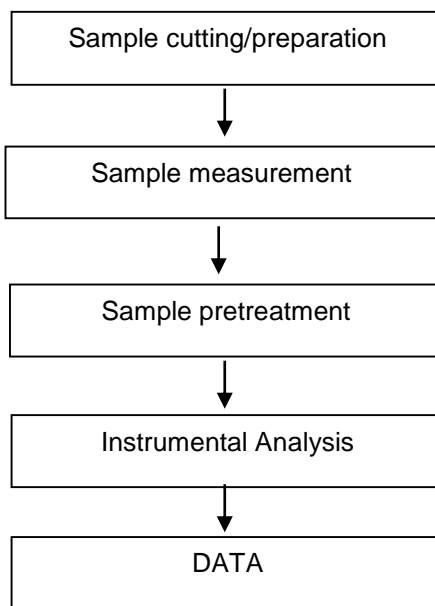 Sample cutting/preparation
Sample measurement
Sample pretreatment
Instrumental Analysis
DATA